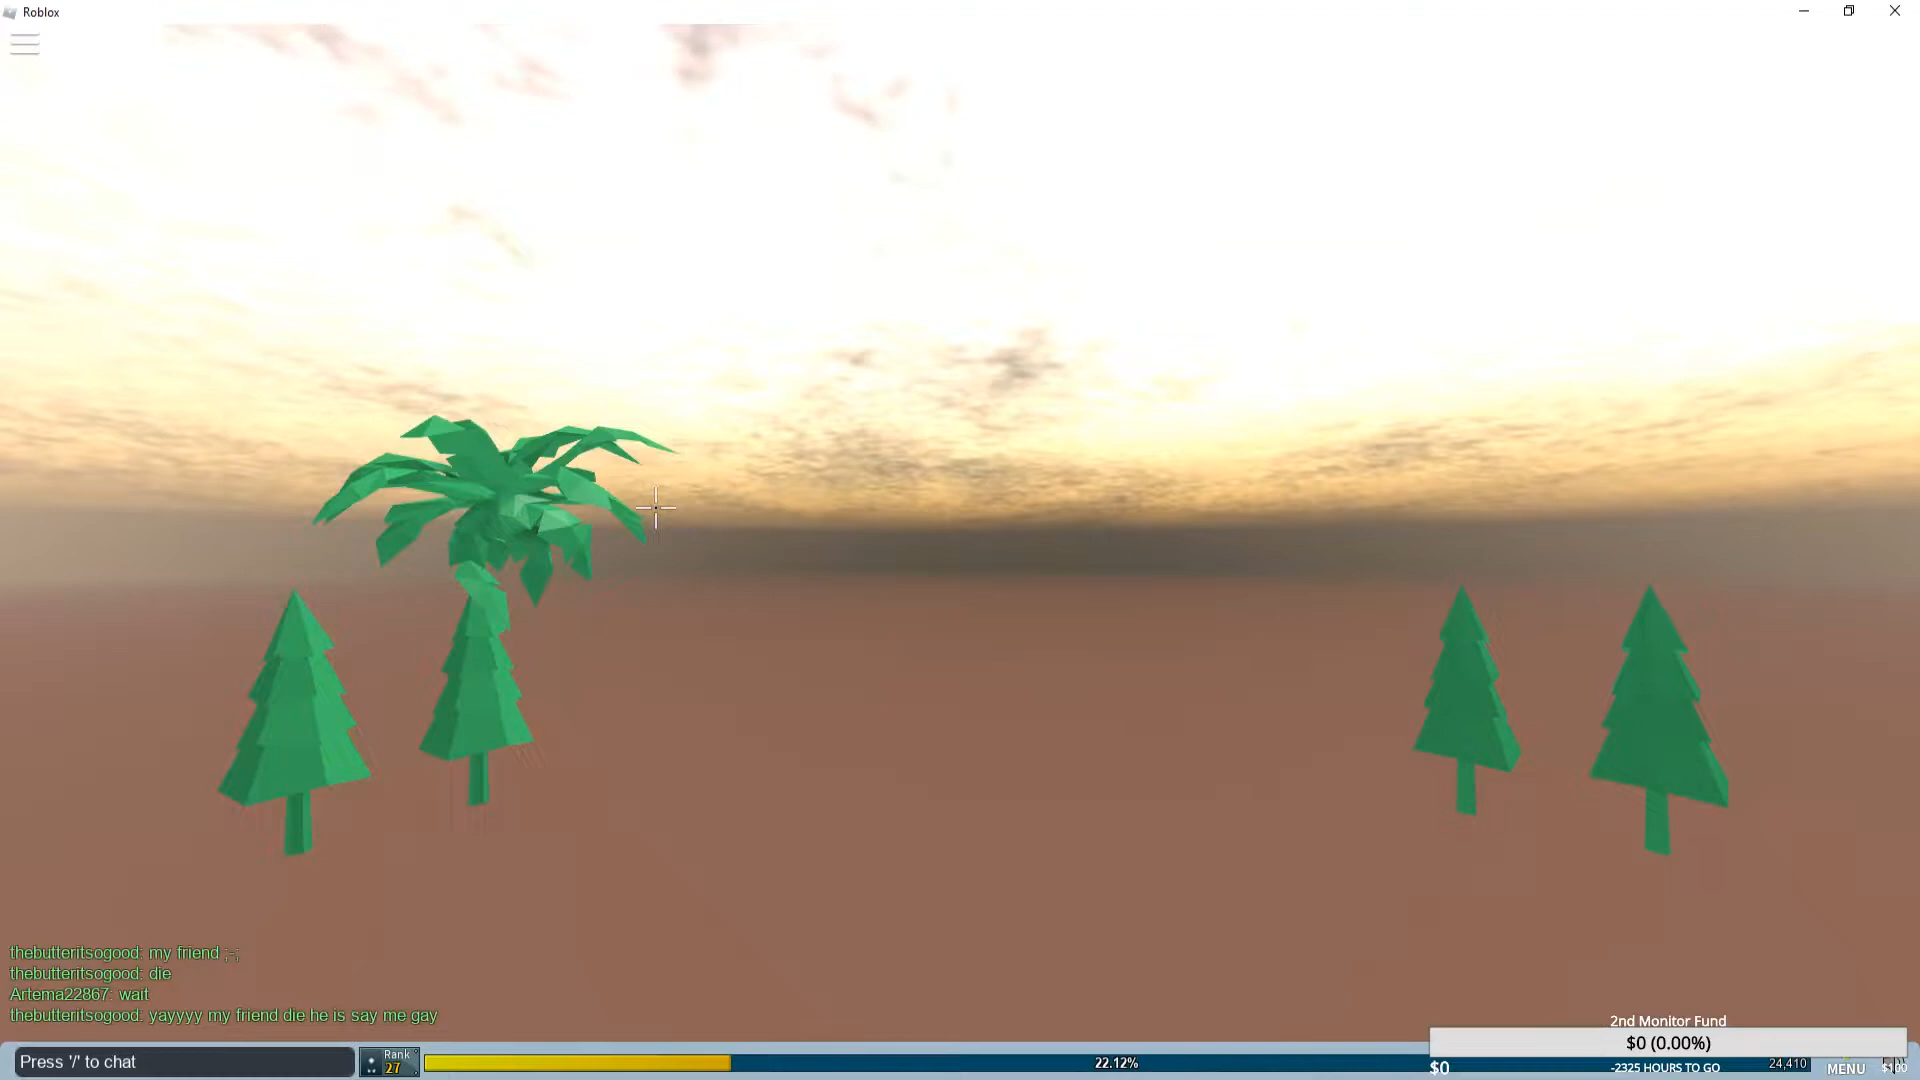 Roblox
thebutteritsogood: my friend ;-;
thebutteritsogood: die
Artema22867: wait
thebutteritsogood: yayyyy my friend die he is say me gay
Press '/' to chat
Rank
27
22.12%
2nd Monitor Fund
$0 (0.00%)
$0
-2325 HOURS TO GO
24,410
MENU
$100